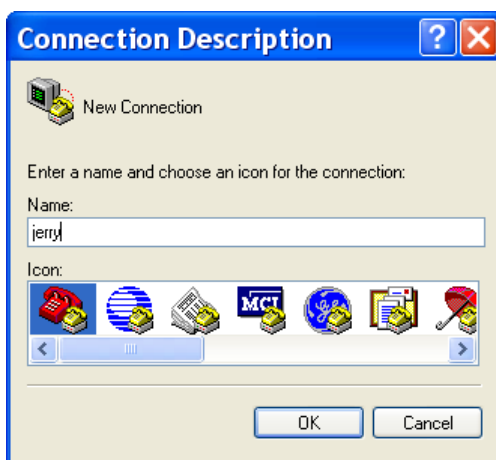 Connection Description
New Connection
Enter a name and choose an icon for the connection:
Name:
jerry
Icon:
MCI
OK Cancel